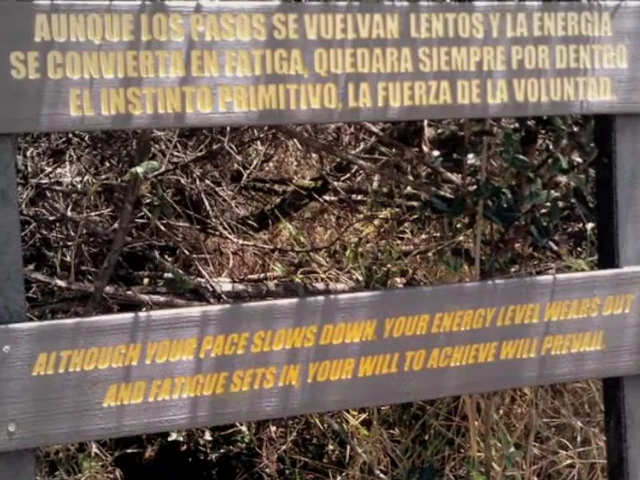 AUNQUE LOS PASOS SE VUELVAN LENTOS Y LA ENERGIA
SE CONVIERTA EN FATIGA, QUEDARA SIEMPRE POR DENTRO
EL INSTINTO PRIMITIVO, LA FUERZA DE LA VOLUNTAD.
ALTHOUGH YOUR PACE SLOWS DOWN, YOUR ENERGY LEVEL WEARS OUT
AND FATIGUE SETS IN, YOUR WILL TO ACHIEVE WILL PREVAIL